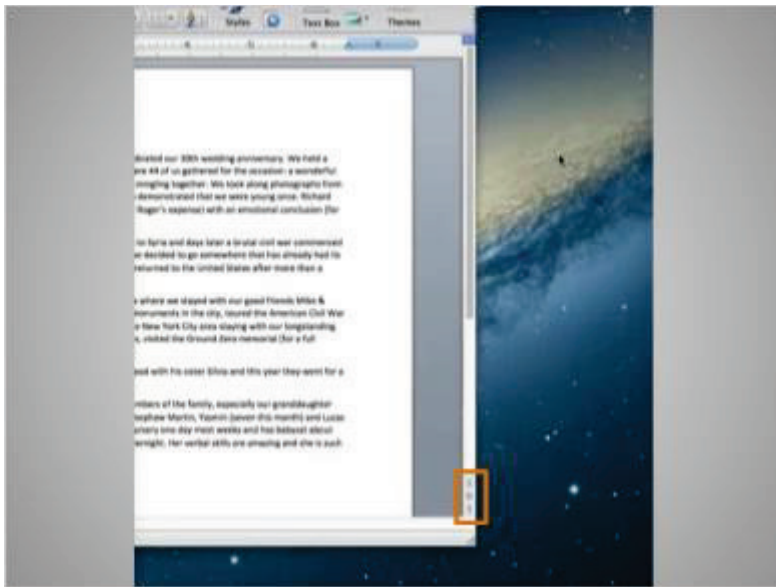 Styles Text Box Themes
brated our 30th wedding anniversary. We held a
ere 44 of us gathered for the occasion: a wonderful
mingling together. We took along photographs from
demonstrated that we were young once. Richard
Roger's expense) with an emotional conclusion (for
to Syria and days later a brutal civil war commenced
we decided to go somewhere that has already had its
returned to the United States after more than a
where we stayed with our good friends Mike &
monuments in the city, toured the American Civil War
New York City area staying with our longstanding
visited the Ground Zero memorial (for a full
with his sister Silvia and this year they went for a
mbers of the family, especially our granddaughter
nephew Martin, Yasmin (seven this month) and Lucas
one day most weeks and has babysat about
ernight. Her verbal skills are amazing and she is such